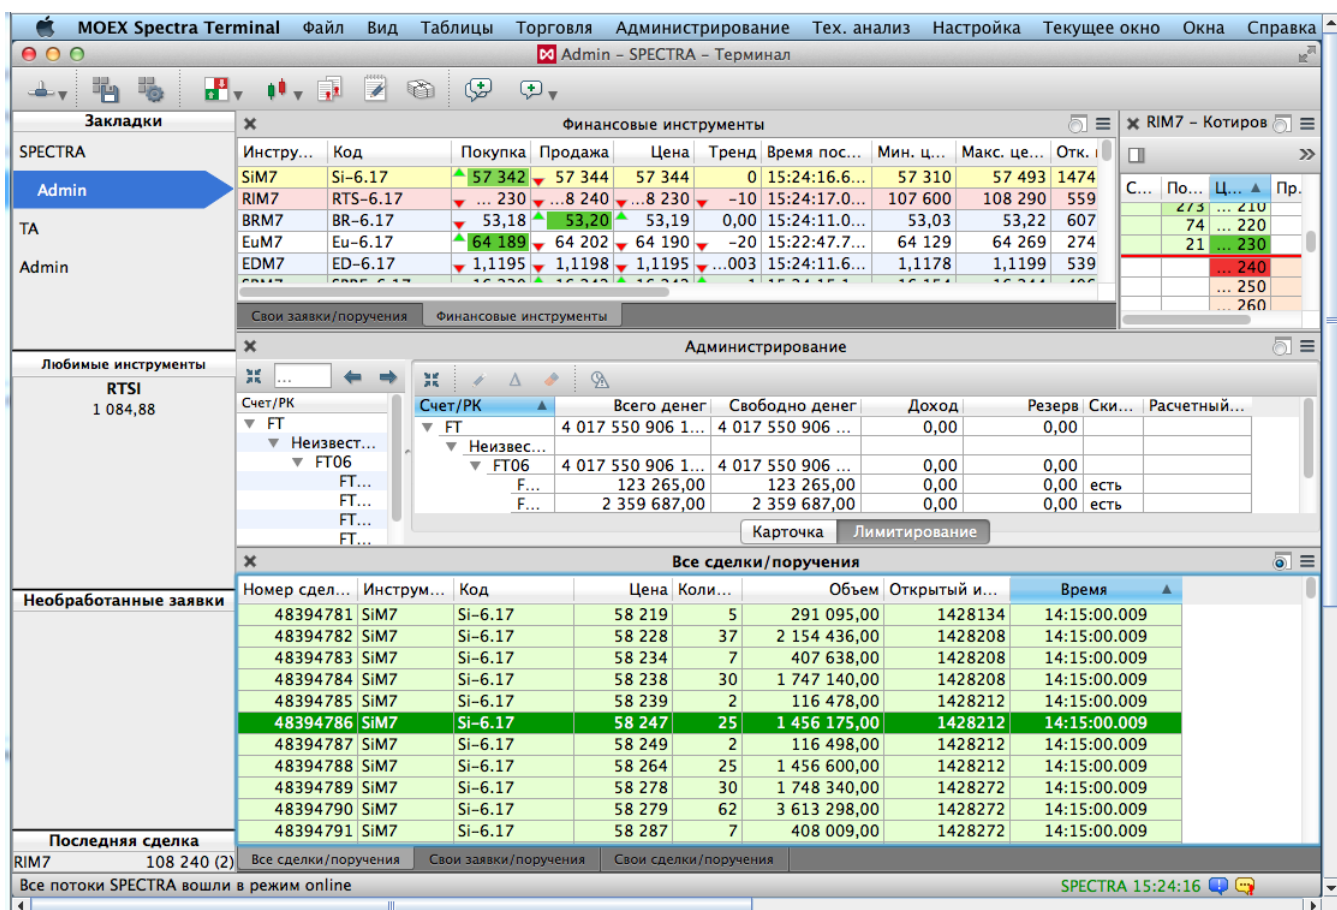 MOEX Spectra Terminal Файл Вид Таблицы Торговля Администрирование Тех. анализ Настройка Текущее окно Окна Справка
Admin – SPECTRA – Терминал
Закладки
SPECTRA
Admin
TA
Admin
Любимые инструменты
RTSI
1 084,88
Необработанные заявки
Последняя сделка
RIM7 108 240 (2)
Финансовые инструменты
Инстру... Код Покупка Продажа Цена Тренд Время пос... Мин. ц... Макс. це... Отк.
SiM7 Si-6.17 57 342 57 344 57 344 0 15:24:16.6... 57 310 57 493 1474
RIM7 RTS-6.17 ... 230 ...8 240 ...8 230 -10 15:24:17.0... 107 600 108 290 559
BRM7 BR-6.17 53,18 53,20 53,19 0,00 15:24:11.0... 53,03 53,22 607
EuM7 Eu-6.17 64 189 64 202 64 190 -20 15:22:47.7... 64 129 64 269 274
EDM7 ED-6.17 1,1195 1,1198 1,1195 ...003 15:24:11.6... 1,1178 1,1199 539
Свои заявки/поручения Финансовые инструменты
RIM7 – Котиров
С... По... Ц... Пр.
273 ... 210
74 ... 220
21 ... 230
... 240
... 250
... 260
Администрирование
...
Счет/РК
FT
Неизвест...
FT06
FT...
FT...
FT...
FT...
Счет/РК Всего денег Свободно денег Доход Резерв Ски... Расчетный...
FT 4 017 550 906 1... 4 017 550 906 ... 0,00 0,00
Неизвес...
FT06 4 017 550 906 1... 4 017 550 906 ... 0,00 0,00
F... 123 265,00 123 265,00 0,00 0,00 есть
F... 2 359 687,00 2 359 687,00 0,00 0,00 есть
Карточка Лимитирование
Все сделки/поручения
Номер сдел... Инструм... Код Цена Коли... Объем Открытый и... Время
48394781 SiM7 Si-6.17 58 219 5 291 095,00 1428134 14:15:00.009
48394782 SiM7 Si-6.17 58 228 37 2 154 436,00 1428208 14:15:00.009
48394783 SiM7 Si-6.17 58 234 7 407 638,00 1428208 14:15:00.009
48394784 SiM7 Si-6.17 58 238 30 1 747 140,00 1428208 14:15:00.009
48394785 SiM7 Si-6.17 58 239 2 116 478,00 1428212 14:15:00.009
48394786 SiM7 Si-6.17 58 247 25 1 456 175,00 1428212 14:15:00.009
48394787 SiM7 Si-6.17 58 249 2 116 498,00 1428212 14:15:00.009
48394788 SiM7 Si-6.17 58 264 25 1 456 600,00 1428212 14:15:00.009
48394789 SiM7 Si-6.17 58 278 30 1 748 340,00 1428272 14:15:00.009
48394790 SiM7 Si-6.17 58 279 62 3 613 298,00 1428272 14:15:00.009
48394791 SiM7 Si-6.17 58 287 7 408 009,00 1428272 14:15:00.009
Все сделки/поручения Свои заявки/поручения Свои сделки/поручения
Все потоки SPECTRA вошли в режим online SPECTRA 15:24:16